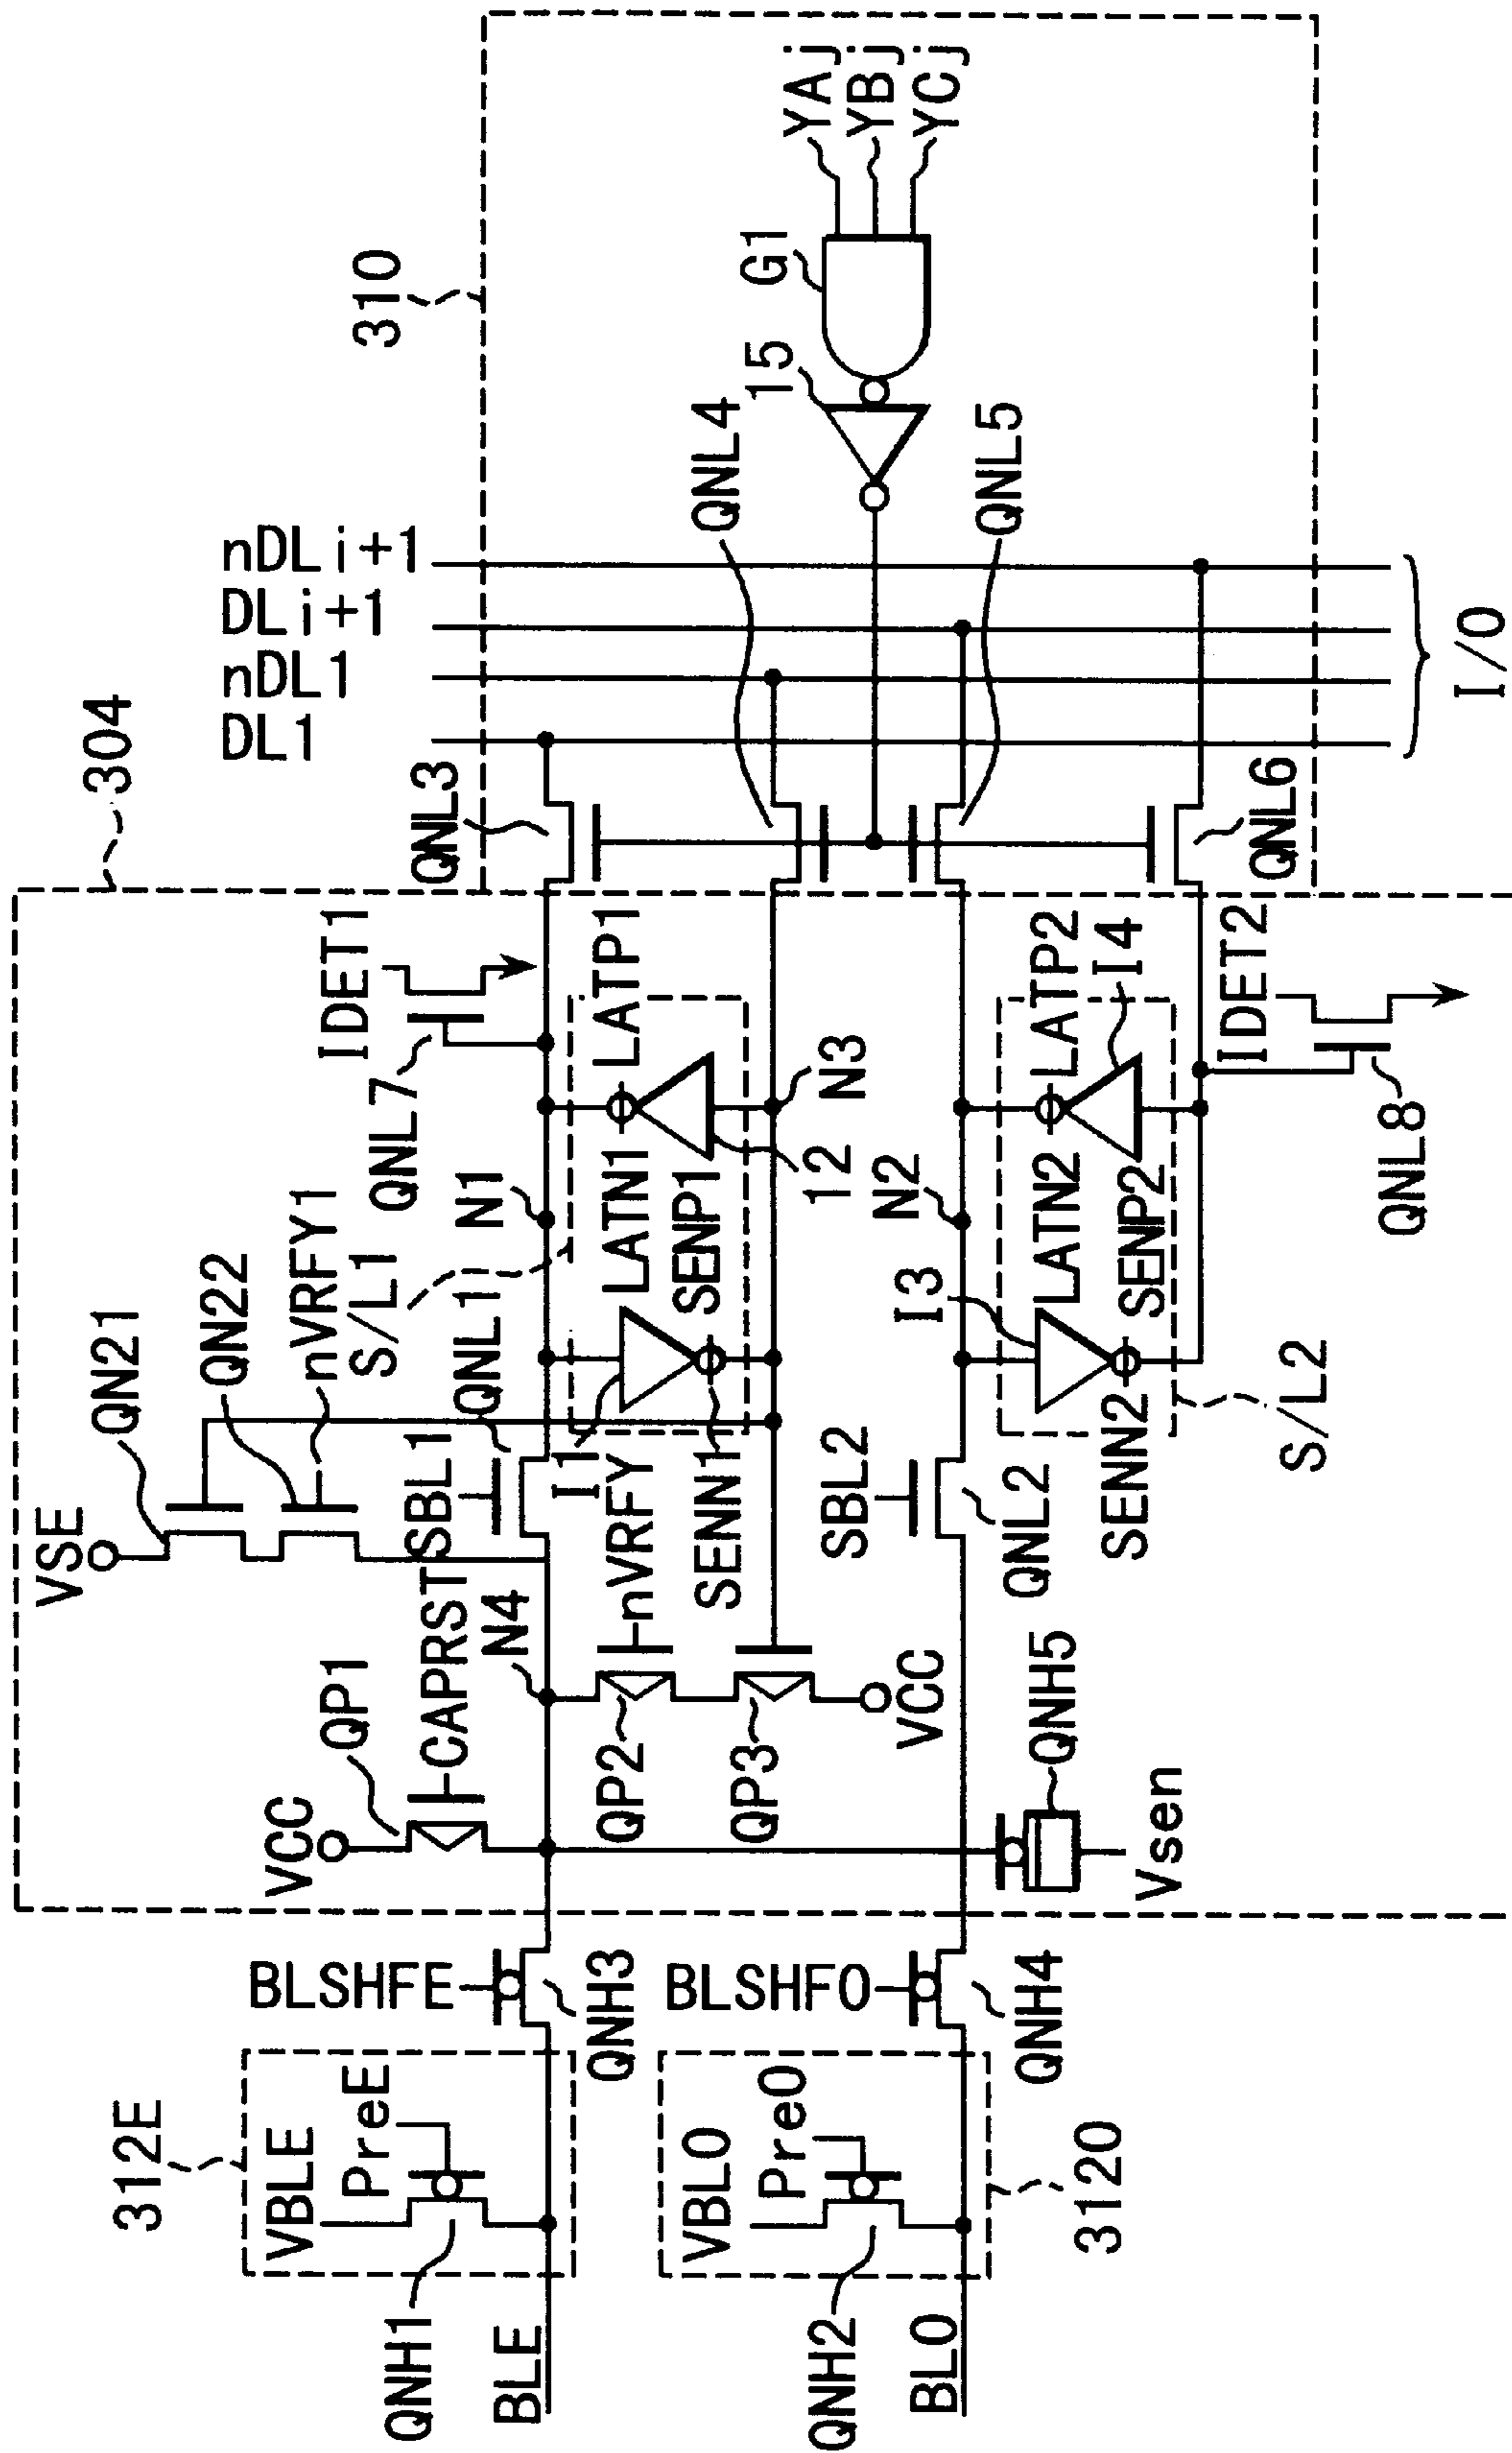 304
310
nDLi+1
DLi+1
nDL1
DL1
VSE
QN21
QN22
nVRFY1
S/L1
QNL7
IDET1
QNL3
QNL4
15
G1
YAj
YBj
YCj
312E
VBLE
PreE
QNH1
BLE
BLSHFE
QNH3
VCC
QP1
CAPRST
N4
SBL1
QNL1
N1
I1
LATN1
LATP1
nVRFY
SENN1
SENP1
12
N3
QP2
QP3
VCC
VBLO
PreO
QNH2
BLO
3120
BLSHFO
QNH4
QNH5
Vsen
SBL2
QNL2
I3
N2
LATN2
LATP2
I4
SENN2
SENP2
S/L2
IDET2
QNL8
QNL5
QNL6
I/O